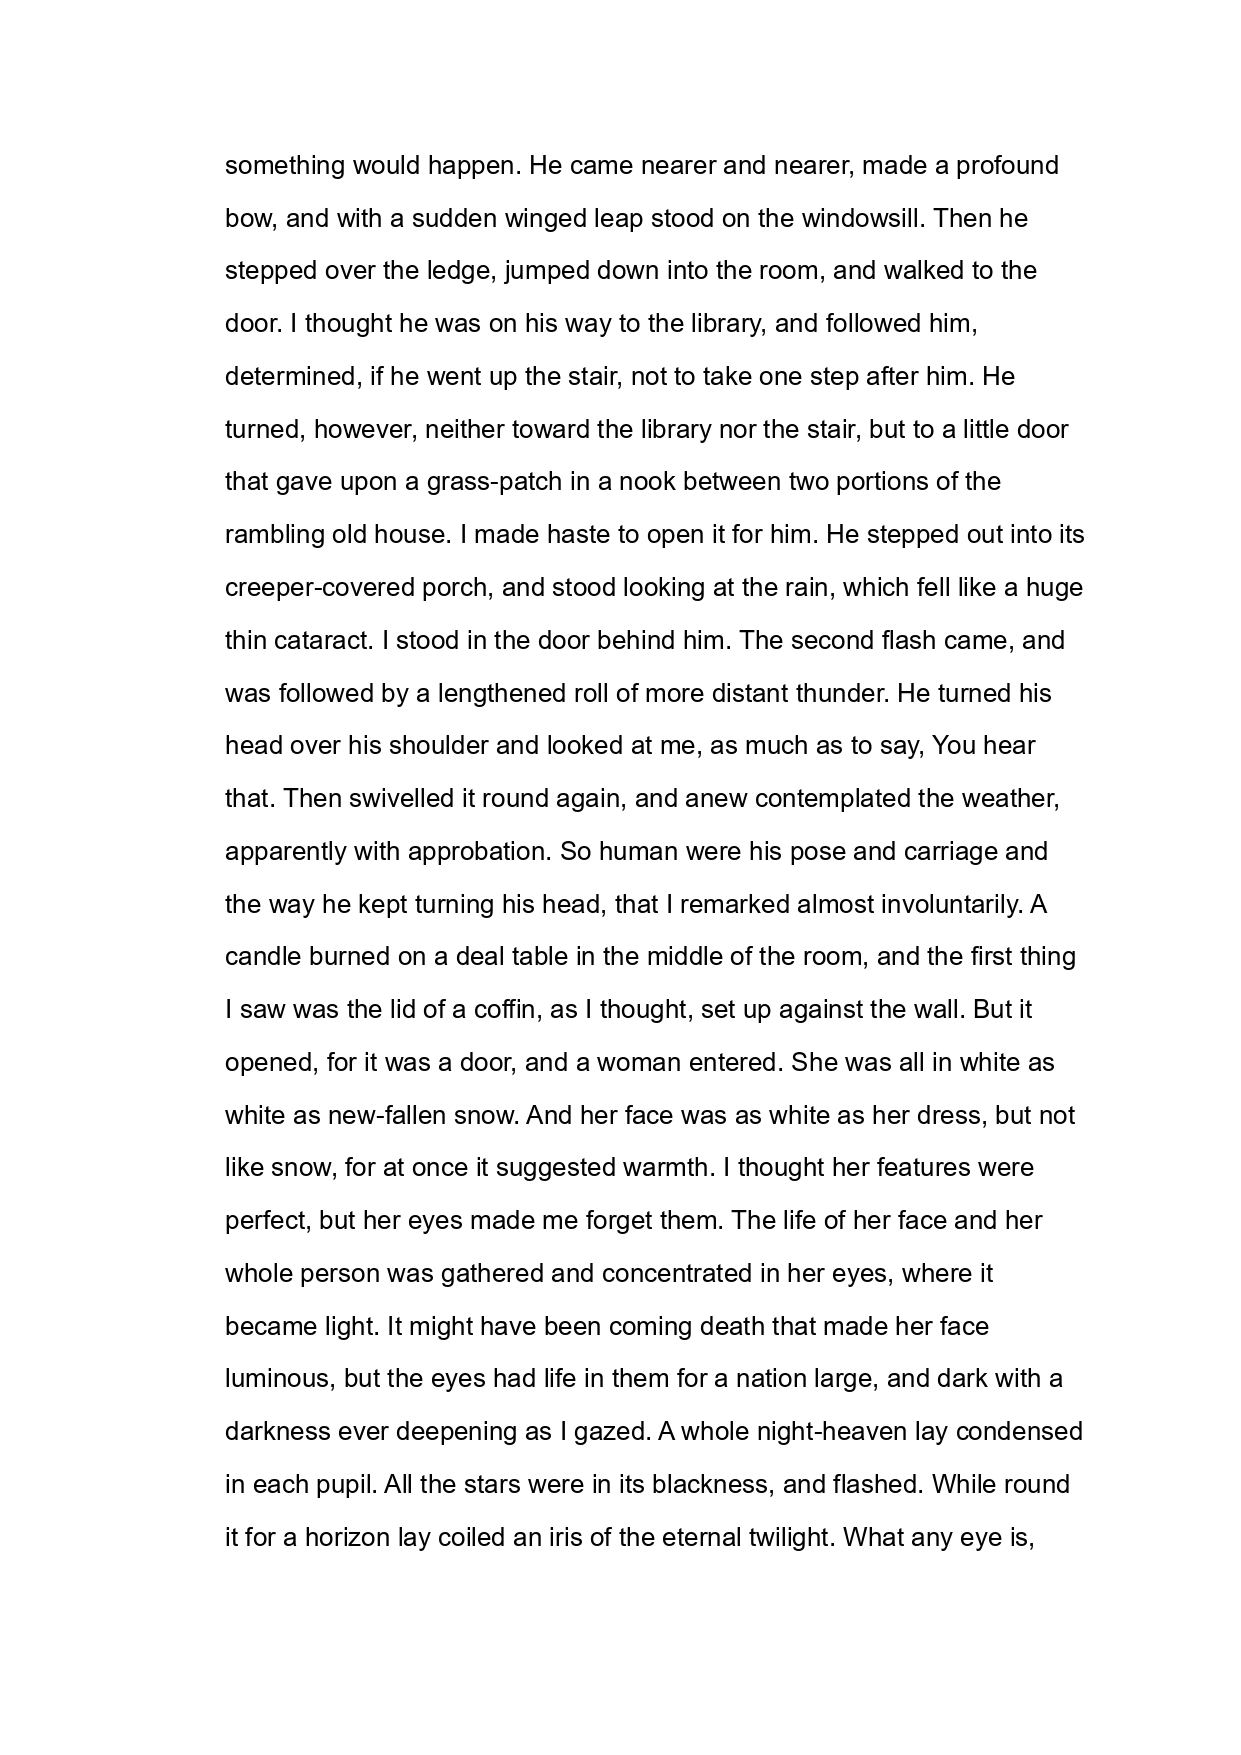 something would happen. He came nearer and nearer, made a profound
bow, and with a sudden winged leap stood on the windowsill. Then he
stepped over the ledge, jumped down into the room, and walked to the
door. I thought he was on his way to the library, and followed him,
determined, if he went up the stair, not to take one step after him. He
turned, however, neither toward the library nor the stair, but to a little door
that gave upon a grass-patch in a nook between two portions of the
rambling old house. I made haste to open it for him. He stepped out into its
creeper-covered porch, and stood looking at the rain, which fell like a huge
thin cataract. I stood in the door behind him. The second flash came, and
was followed by a lengthened roll of more distant thunder. He turned his
head over his shoulder and looked at me, as much as to say, You hear
that. Then swivelled it round again, and anew contemplated the weather,
apparently with approbation. So human were his pose and carriage and
the way he kept turning his head, that I remarked almost involuntarily. A
candle burned on a deal table in the middle of the room, and the first thing
I saw was the lid of a coffin, as I thought, set up against the wall. But it
opened, for it was a door, and a woman entered. She was all in white as
white as new-fallen snow. And her face was as white as her dress, but not
like snow, for at once it suggested warmth. I thought her features were
perfect, but her eyes made me forget them. The life of her face and her
whole person was gathered and concentrated in her eyes, where it
became light. It might have been coming death that made her face
luminous, but the eyes had life in them for a nation large, and dark with a
darkness ever deepening as I gazed. A whole night-heaven lay condensed
in each pupil. All the stars were in its blackness, and flashed. While round
it for a horizon lay coiled an iris of the eternal twilight. What any eye is,